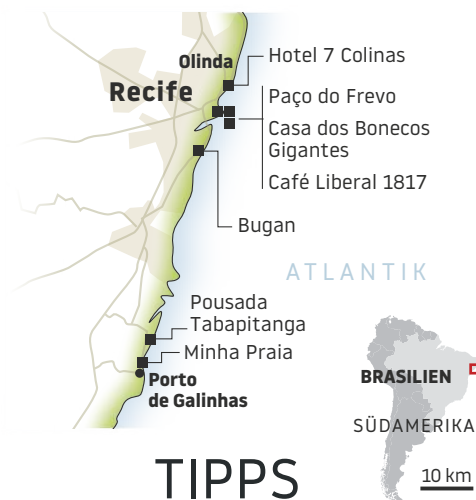 Olinda
Hotel 7 Colinas
Recife
Paço do Frevo
Casa dos Bonecos
Gigantes
Café Liberal 1817
Bugan
ATLANTIK
Pousada
Tabapitanga
Minha Praia
Porto
de Galinhas
BRASILIEN
SÜDAMERIKA
10 km
TIPPS